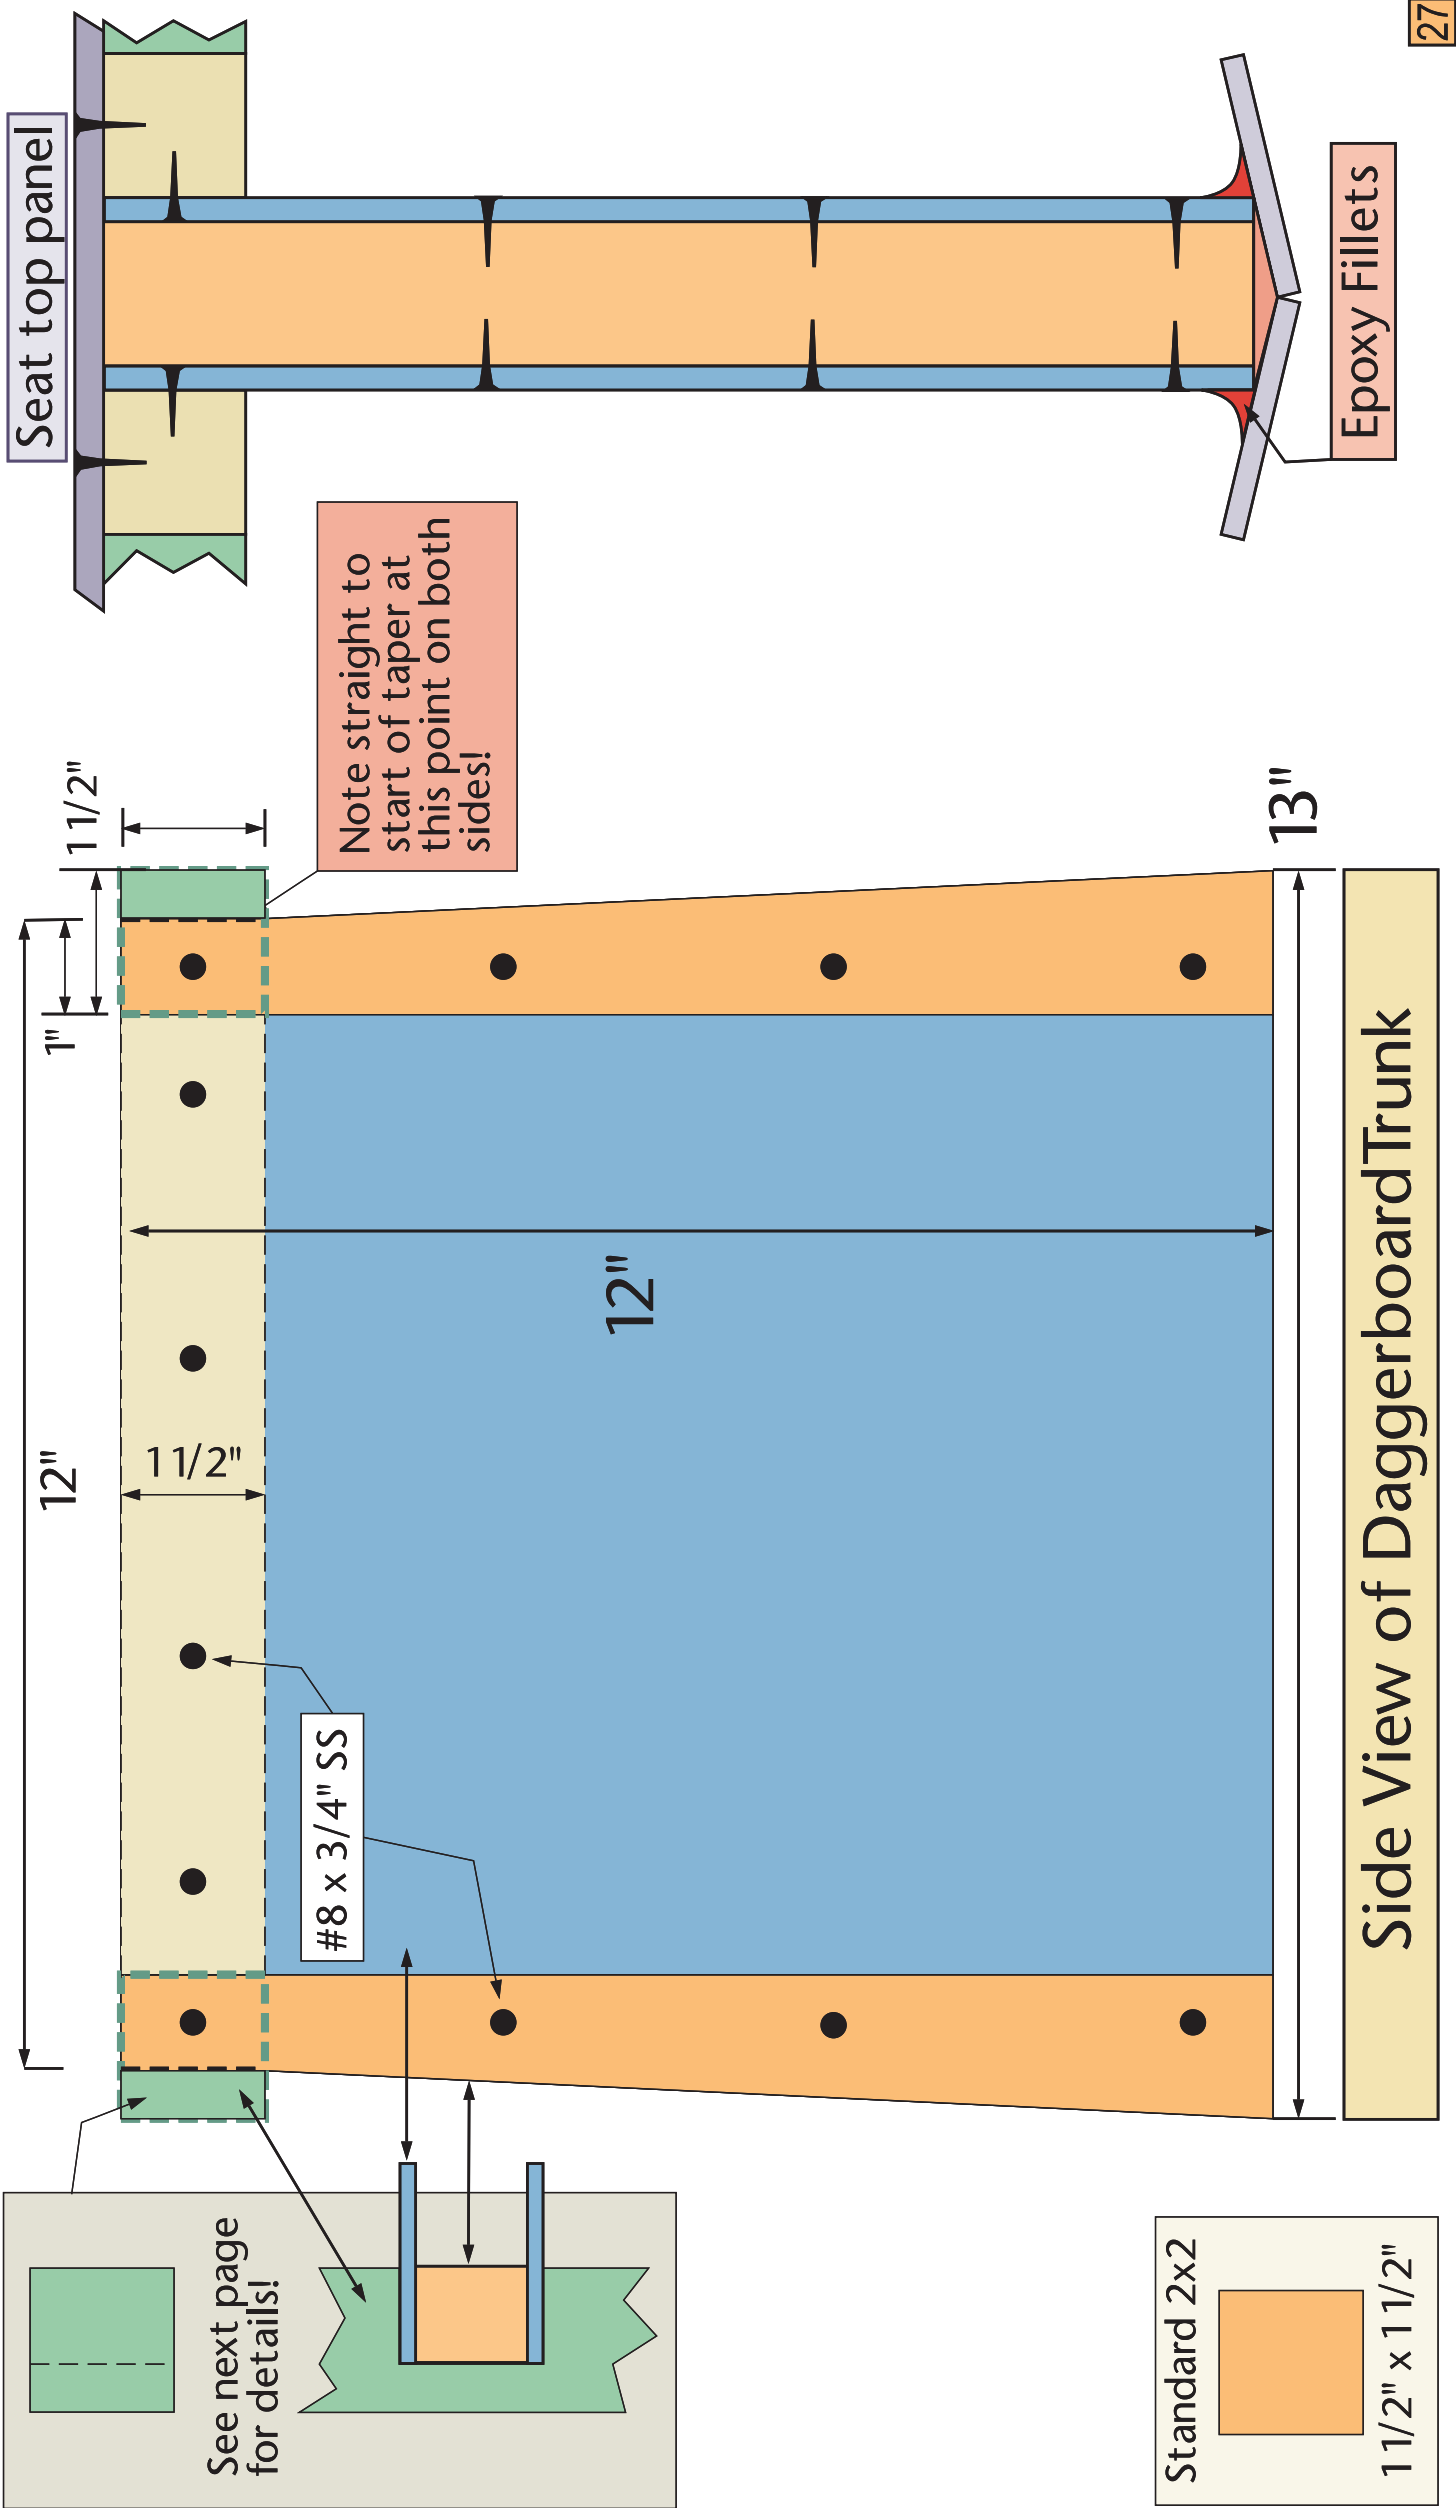 See next page
for details!
Standard 2x2
1 1/2" x 1 1/2"
12"
1 1/2"
#8 x 3/4" SS
12"
1"
1 1/2"
13"
Note straight to
start of taper at
this point on both
sides!
Side View of DaggerboardTrunk
Seat top panel
Epoxy Fillets
27